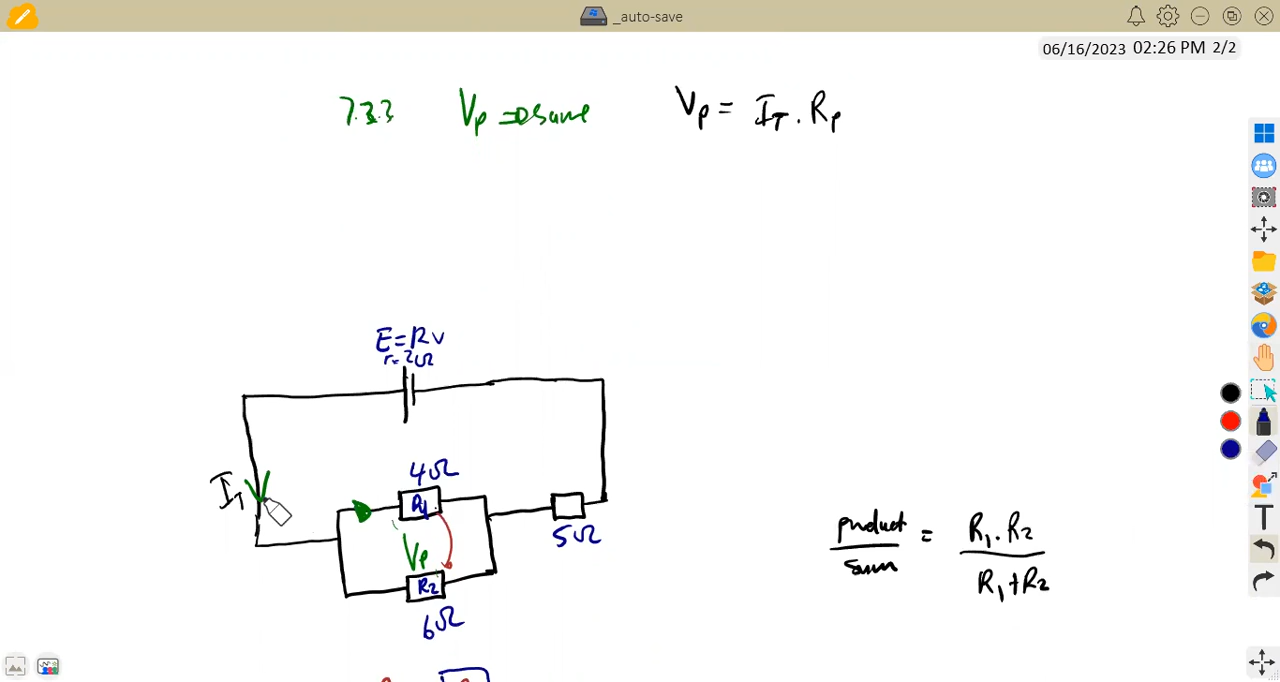 _auto-save
06/16/2023 02:26 PM 2/2
7.3.3 Vp => same Vp = IT . Rp
E = 12V
r = 2Ω
IT
4Ω
R1
Vp
R2
6Ω
5Ω
product / sum = R1 . R2 / R1 + R2
T